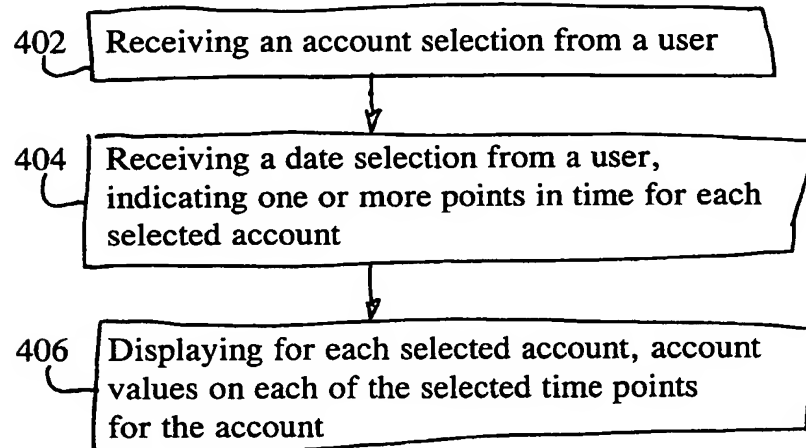 402 Receiving an account selection from a user
404 Receiving a date selection from a user,
indicating one or more points in time for each
selected account
406 Displaying for each selected account, account
values on each of the selected time points
for the account